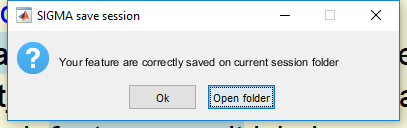 SIGMA save session
Your feature are correctly saved on current session folder
Ok
Open folder